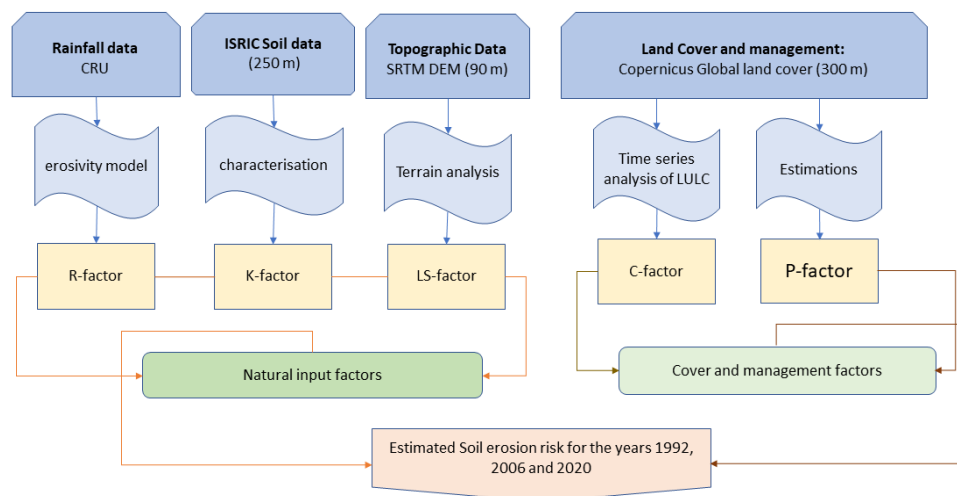 Rainfall data
CRU
ISRIC Soil data
(250 m)
Topographic Data
SRTM DEM (90 m)
Land Cover and management:
Copernicus Global land cover (300 m)
erosivity model
characterisation
Terrain analysis
Time series
analysis of LULC
Estimations
R-factor
K-factor
LS-factor
C-factor
P-factor
Natural input factors
Cover and management factors
Estimated Soil erosion risk for the years 1992,
2006 and 2020